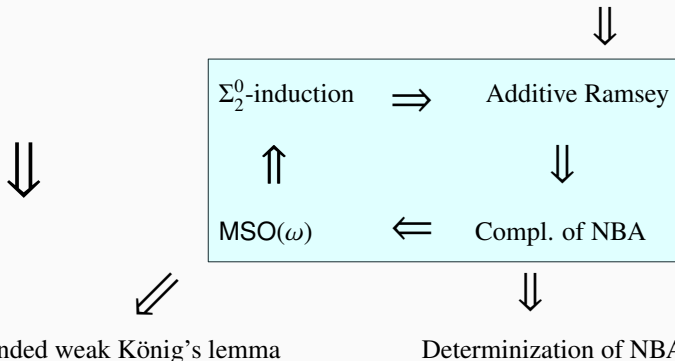 ⇓
Σ⁰₂-induction ⇒ Additive Ramsey
⇓ ⇑ ⇓
MSO(ω) ⇐ Compl. of NBA
⇙ ⇓
nded weak König's lemma Determinization of NBA